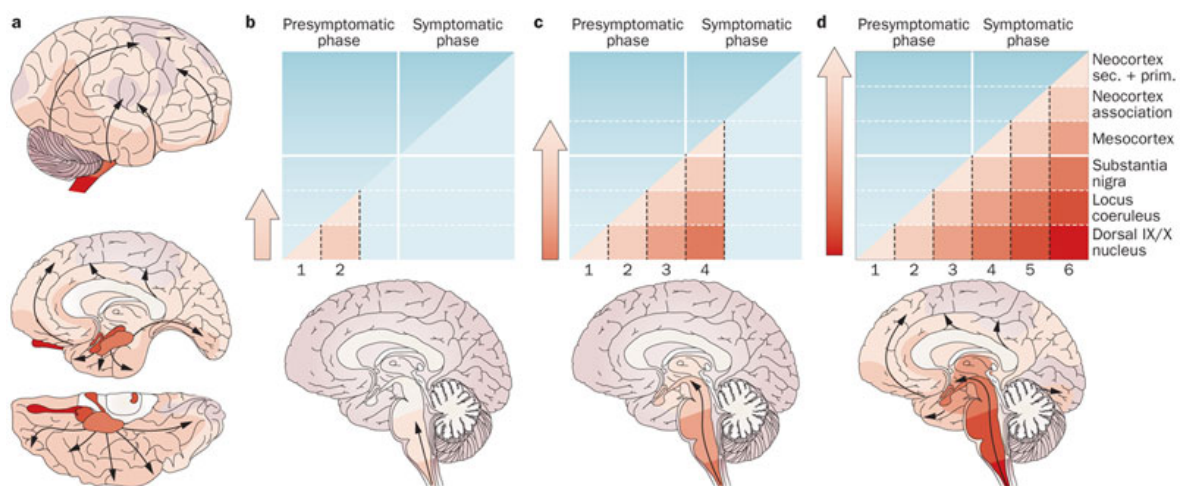 a
b
Presymptomatic
phase
Symptomatic
phase
1
2
c
Presymptomatic
phase
Symptomatic
phase
1
2
3
4
d
Presymptomatic
phase
Symptomatic
phase
Neocortex
sec. + prim.
Neocortex
association
Mesocortex
Substantia
nigra
Locus
coeruleus
Dorsal IX/X
nucleus
1
2
3
4
5
6